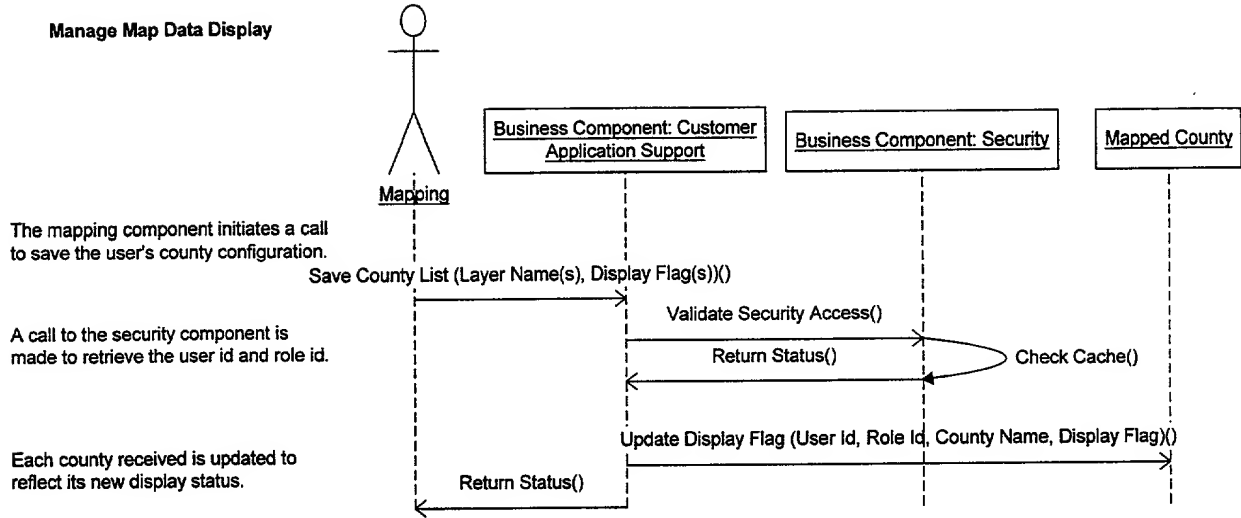 Manage Map Data Display
Business Component: Customer
Application Support
Business Component: Security
Mapped County
Mapping
The mapping component initiates a call
to save the user's county configuration.
Save County List (Layer Name(s), Display Flag(s))()
Validate Security Access()
A call to the security component is
made to retrieve the user id and role id.
Return Status()
Check Cache()
Update Display Flag (User Id, Role Id, County Name, Display Flag)()
Each county received is updated to
reflect its new display status.
Return Status()